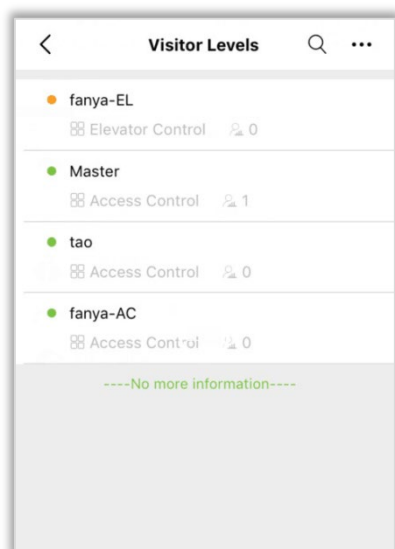 Visitor Levels
fanya-EL
Elevator Control 0
Master
Access Control 1
tao
Access Control 0
fanya-AC
Access Control 0
----No more information----